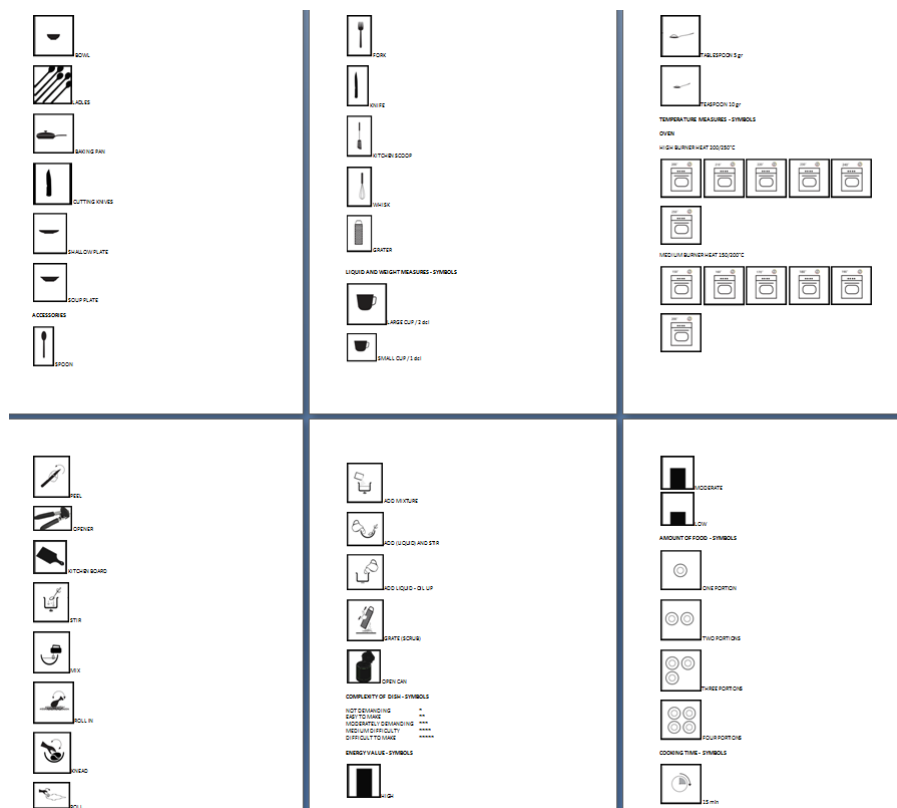 BOWL
LADLES
BAKING PAN
CUTTING KNIVES
SHALLOW PLATE
SOUP PLATE
ACCESSORIES
SPOON
FORK
KNIFE
KITCHEN SCOOP
WHISK
GRATER
LIQUID AND WEIGHT MEASURES - SYMBOLS
LARGE CUP / 2 dcl
SMALL CUP / 1 dcl
TABLESPOON 5 gr
TEASPOON 10 gr
TEMPERATURE MEASURES - SYMBOLS
OVEN
HIGH BURNER HEAT 200/250°C
MEDIUM BURNER HEAT 150/200°C
PEEL
OPENER
KITCHEN BOARD
STIR
MIX
ROLL IN
KNEAD
ROLL
ADD MIXTURE
ADD (LIQUID) AND STIR
ADD LIQUID - OIL UP
GRATE (SCRUB)
OPEN CAN
COMPLEXITY OF DISH - SYMBOLS
NOT DEMANDING *
EASY TO MAKE **
MODERATELY DEMANDING ***
MEDIUM DIFFICULTY ****
DIFFICULT TO MAKE *****
ENERGY VALUE - SYMBOLS
HIGH
MODERATE
LOW
AMOUNT OF FOOD - SYMBOLS
ONE PORTION
TWO PORTIONS
THREE PORTIONS
FOUR PORTIONS
COOKING TIME - SYMBOLS
15 min